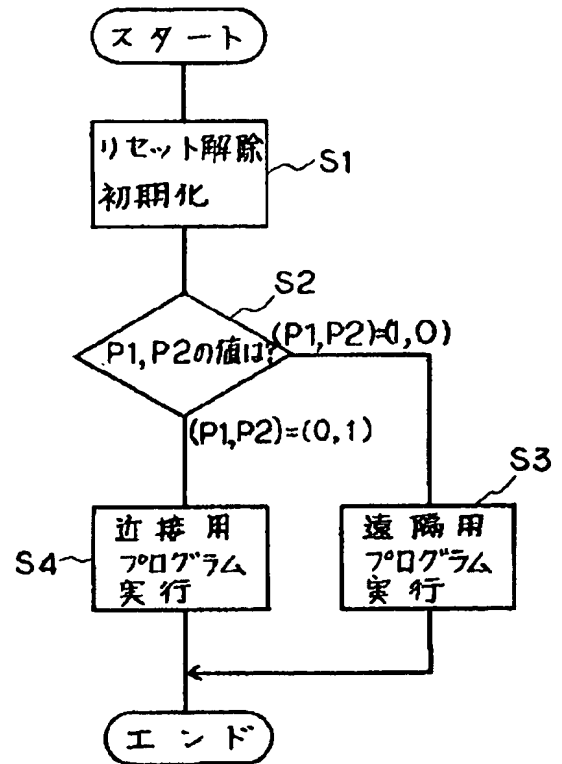 スタート
リセット解除
初期化
S1
S2
P1,P2の値は?
(P1,P2)=(1,0)
(P1,P2)=(0,1)
S3
遠隔用
プログラム
実行
S4
近接用
プログラム
実行
エンド